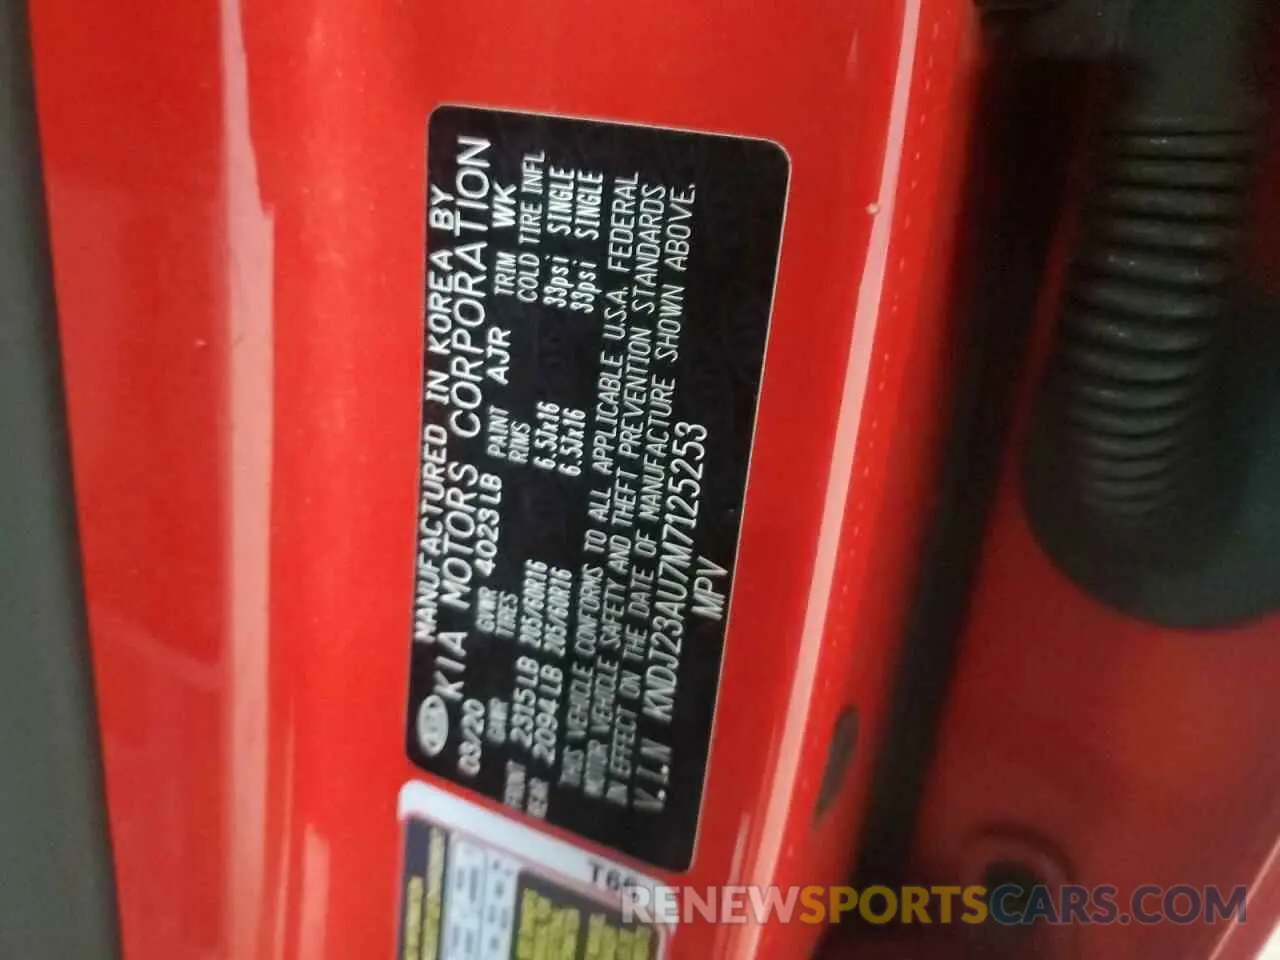 KIA
MANUFACTURED IN KOREA BY
KIA MOTORS CORPORATION
03/20 GVWR 4023LB PAINT AJR TRIM WK
GAWR TIRES RIMS COLD TIRE INFL
FRONT 2315LB 205/60R16 6.5Jx16 33psi SINGLE
REAR 2094LB 205/60R16 6.5Jx16 33psi SINGLE
THIS VEHICLE CONFORMS TO ALL APPLICABLE U.S.A. FEDERAL
MOTOR VEHICLE SAFETY AND THEFT PREVENTION STANDARDS
IN EFFECT ON THE DATE OF MANUFACTURE SHOWN ABOVE.
V.I.N KNDJ23AU7M7125253
MPV
RENEWSPORTSCARS.COM